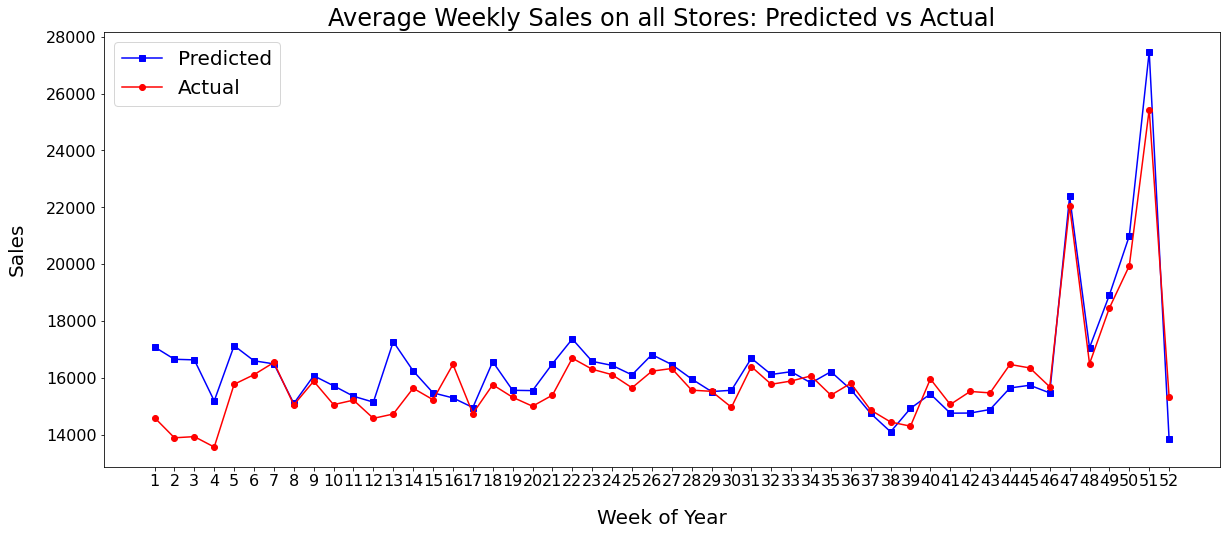 Average Weekly Sales on all Stores: Predicted vs Actual
28000
26000
24000
22000
20000
18000
16000
14000
Sales
Predicted
Actual
1 2 3 4 5 6 7 8 9 10 11 12 13 14 15 16 17 18 19 20 21 22 23 24 25 26 27 28 29 30 31 32 33 34 35 36 37 38 39 40 41 42 43 44 45 46 47 48 49 50 51 52
Week of Year